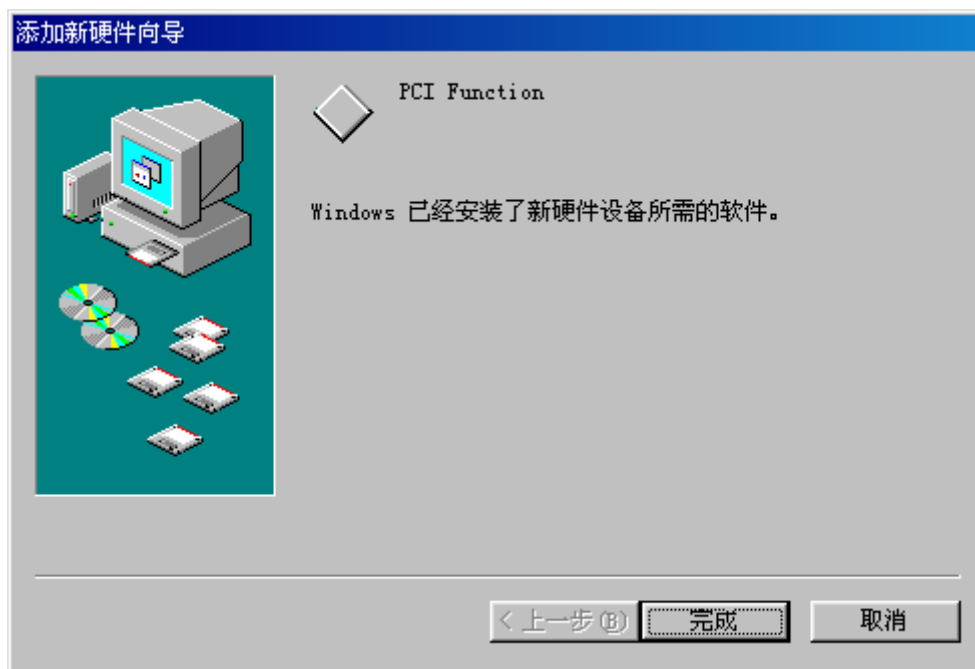 添加新硬件向导
PCI Function
Windows 已经安装了新硬件设备所需的软件。
< 上一步(B)
完成
取消